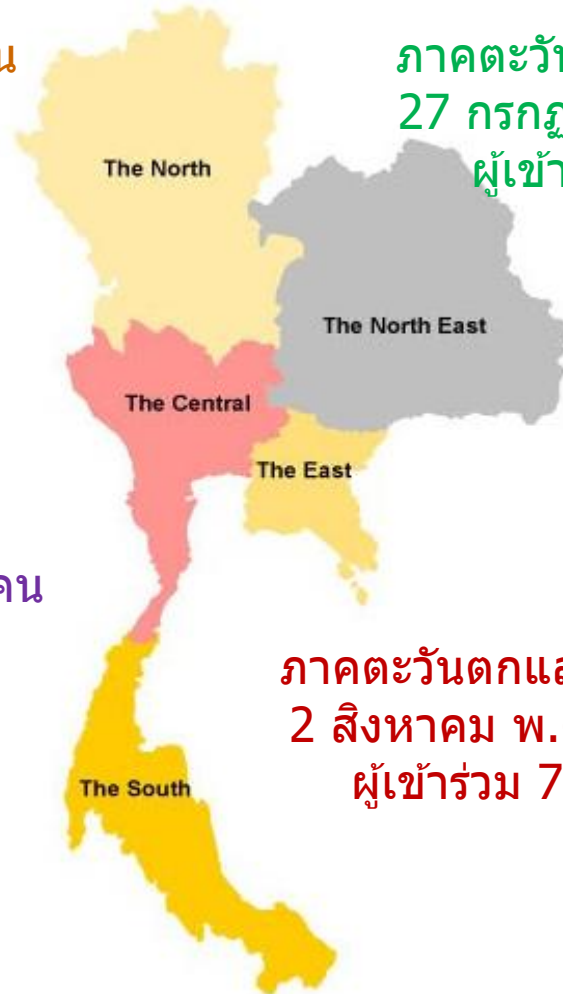 น
ภาคตะวัน
27 กรกฎ
ผู้เข้า
The North
The North East
The Central
The East
คน
ภาคตะวันตกแล
2 สิงหาคม พ.
ผู้เข้าร่วม 7
The South